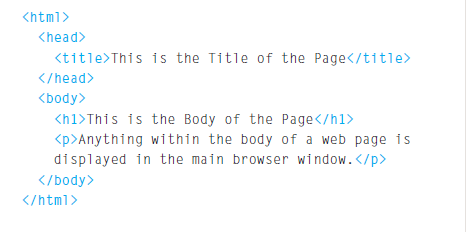 <html>
<head>
<title>This is the Title of the Page</title>
</head>
<body>
<h1>This is the Body of the Page</h1>
<p>Anything within the body of a web page is
displayed in the main browser window.</p>
</body>
</html>